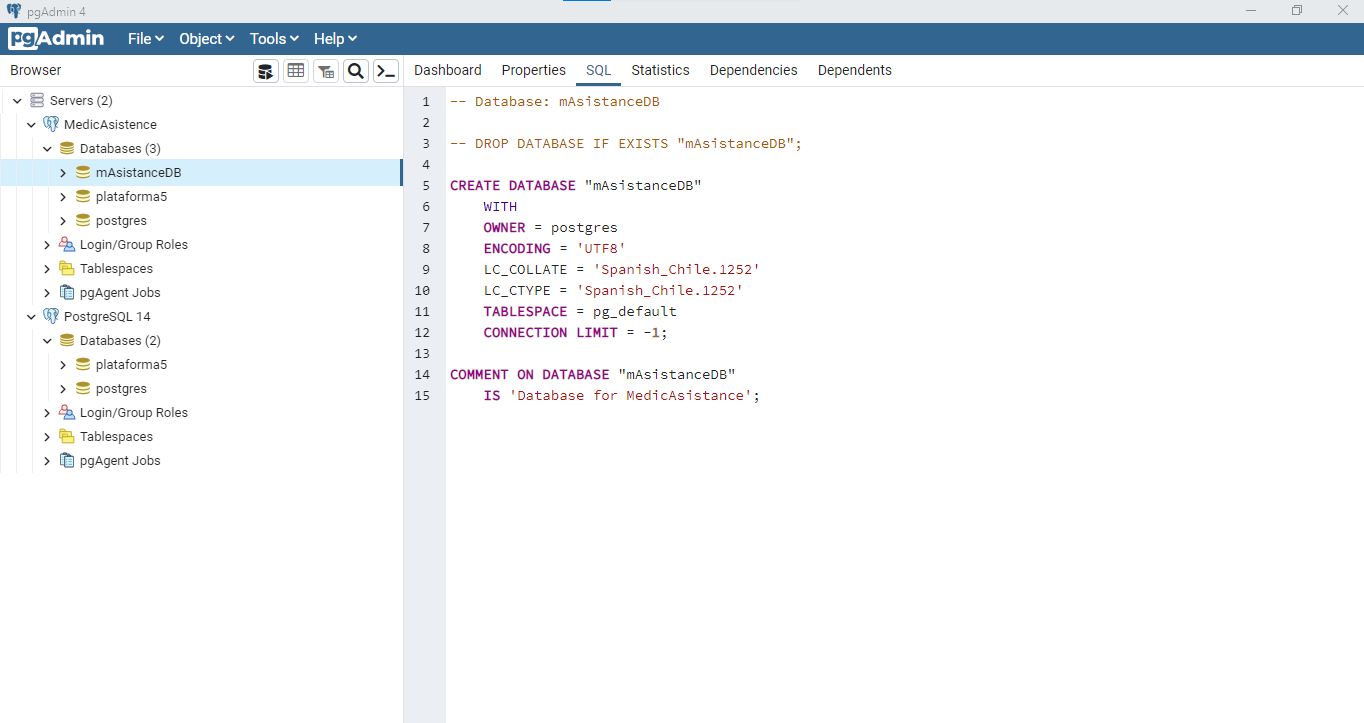 pgAdmin 4
pgAdmin File Object Tools Help
Browser
Dashboard Properties SQL Statistics Dependencies Dependents
Servers (2)
MedicAsistence
Databases (3)
mAsistanceDB
plataforma5
postgres
Login/Group Roles
Tablespaces
pgAgent Jobs
PostgreSQL 14
Databases (2)
plataforma5
postgres
Login/Group Roles
Tablespaces
pgAgent Jobs
1 -- Database: mAsistanceDB
2
3 -- DROP DATABASE IF EXISTS "mAsistanceDB";
4
5 CREATE DATABASE "mAsistanceDB"
6     WITH
7     OWNER = postgres
8     ENCODING = 'UTF8'
9     LC_COLLATE = 'Spanish_Chile.1252'
10     LC_CTYPE = 'Spanish_Chile.1252'
11     TABLESPACE = pg_default
12     CONNECTION LIMIT = -1;
13
14 COMMENT ON DATABASE "mAsistanceDB"
15     IS 'Database for MedicAsistance';